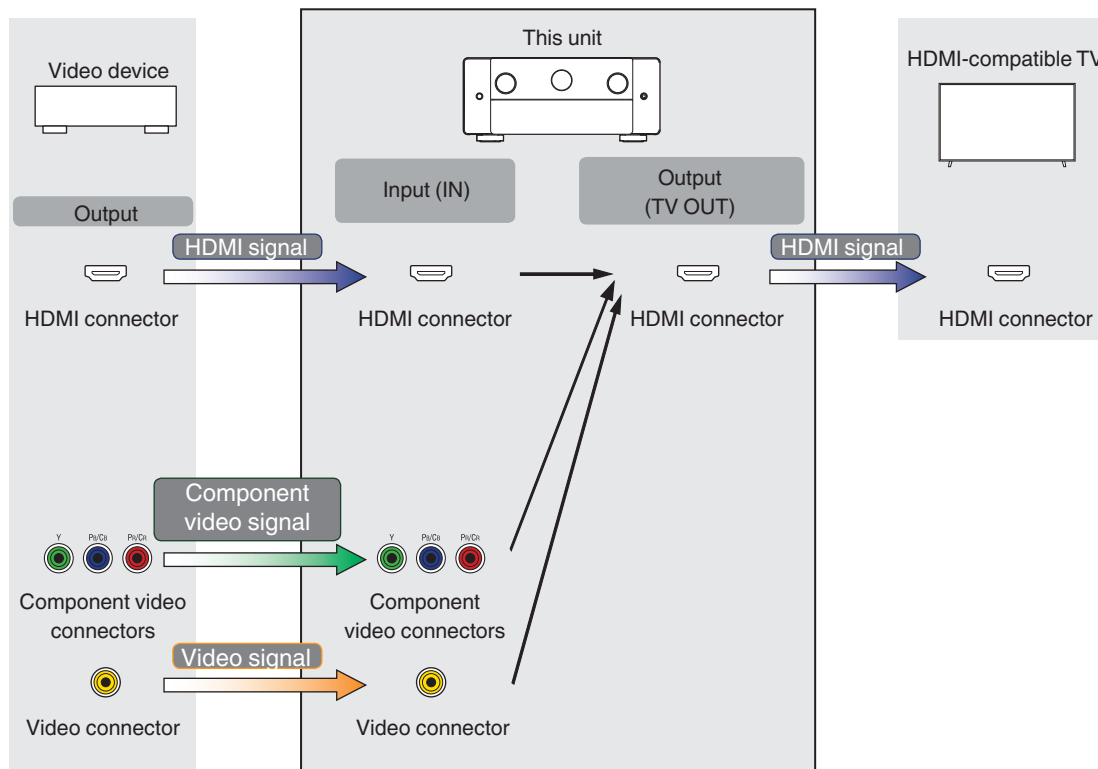 This unit
Video device
HDMI-compatible TV
Input (IN)
Output
(TV OUT)
Output
HDMI signal
HDMI signal
HDMI connector
HDMI connector
HDMI connector
HDMI connector
Component
video signal
Y PB/CB PR/CR
Y PB/CB PR/CR
Component video
connectors
Component
video connectors
Video signal
Video connector
Video connector